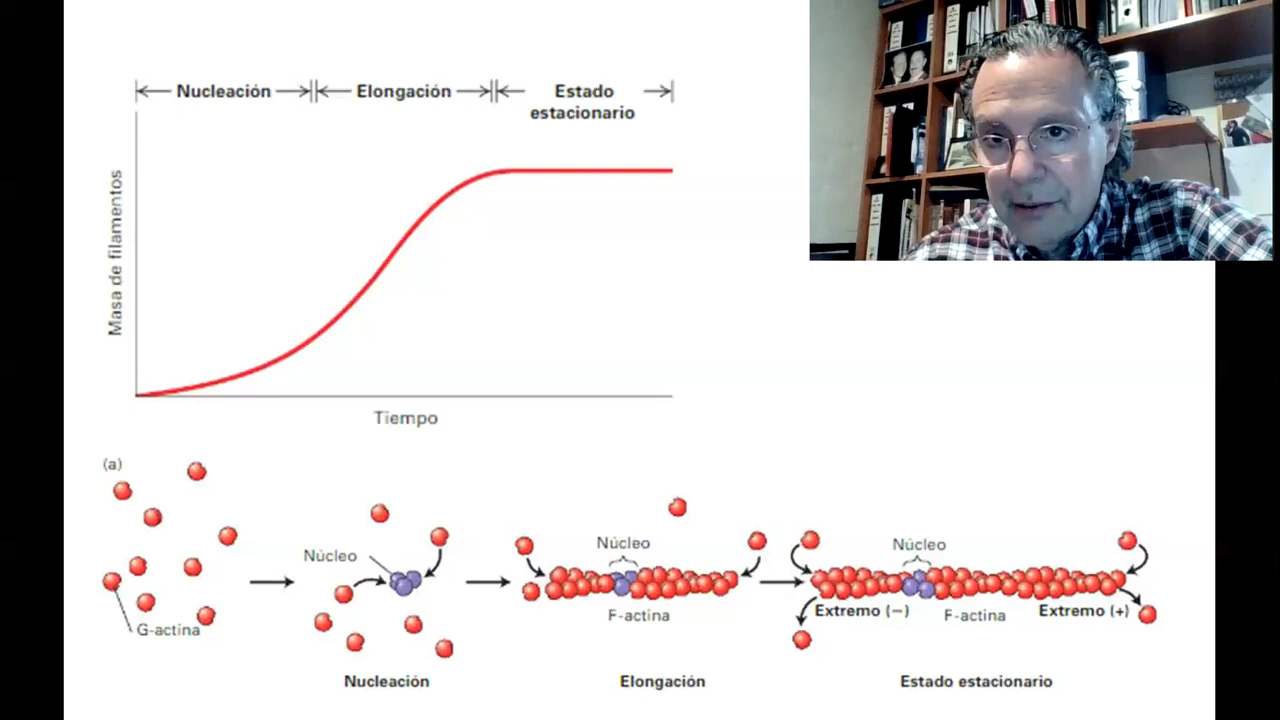 Nucleación
Elongación
Estado
estacionario
Masa de filamentos
Tiempo
(a)
G-actina
Núcleo
Nucleación
Núcleo
F-actina
Elongación
Núcleo
Extremo (−)
F-actina
Extremo (+)
Estado estacionario